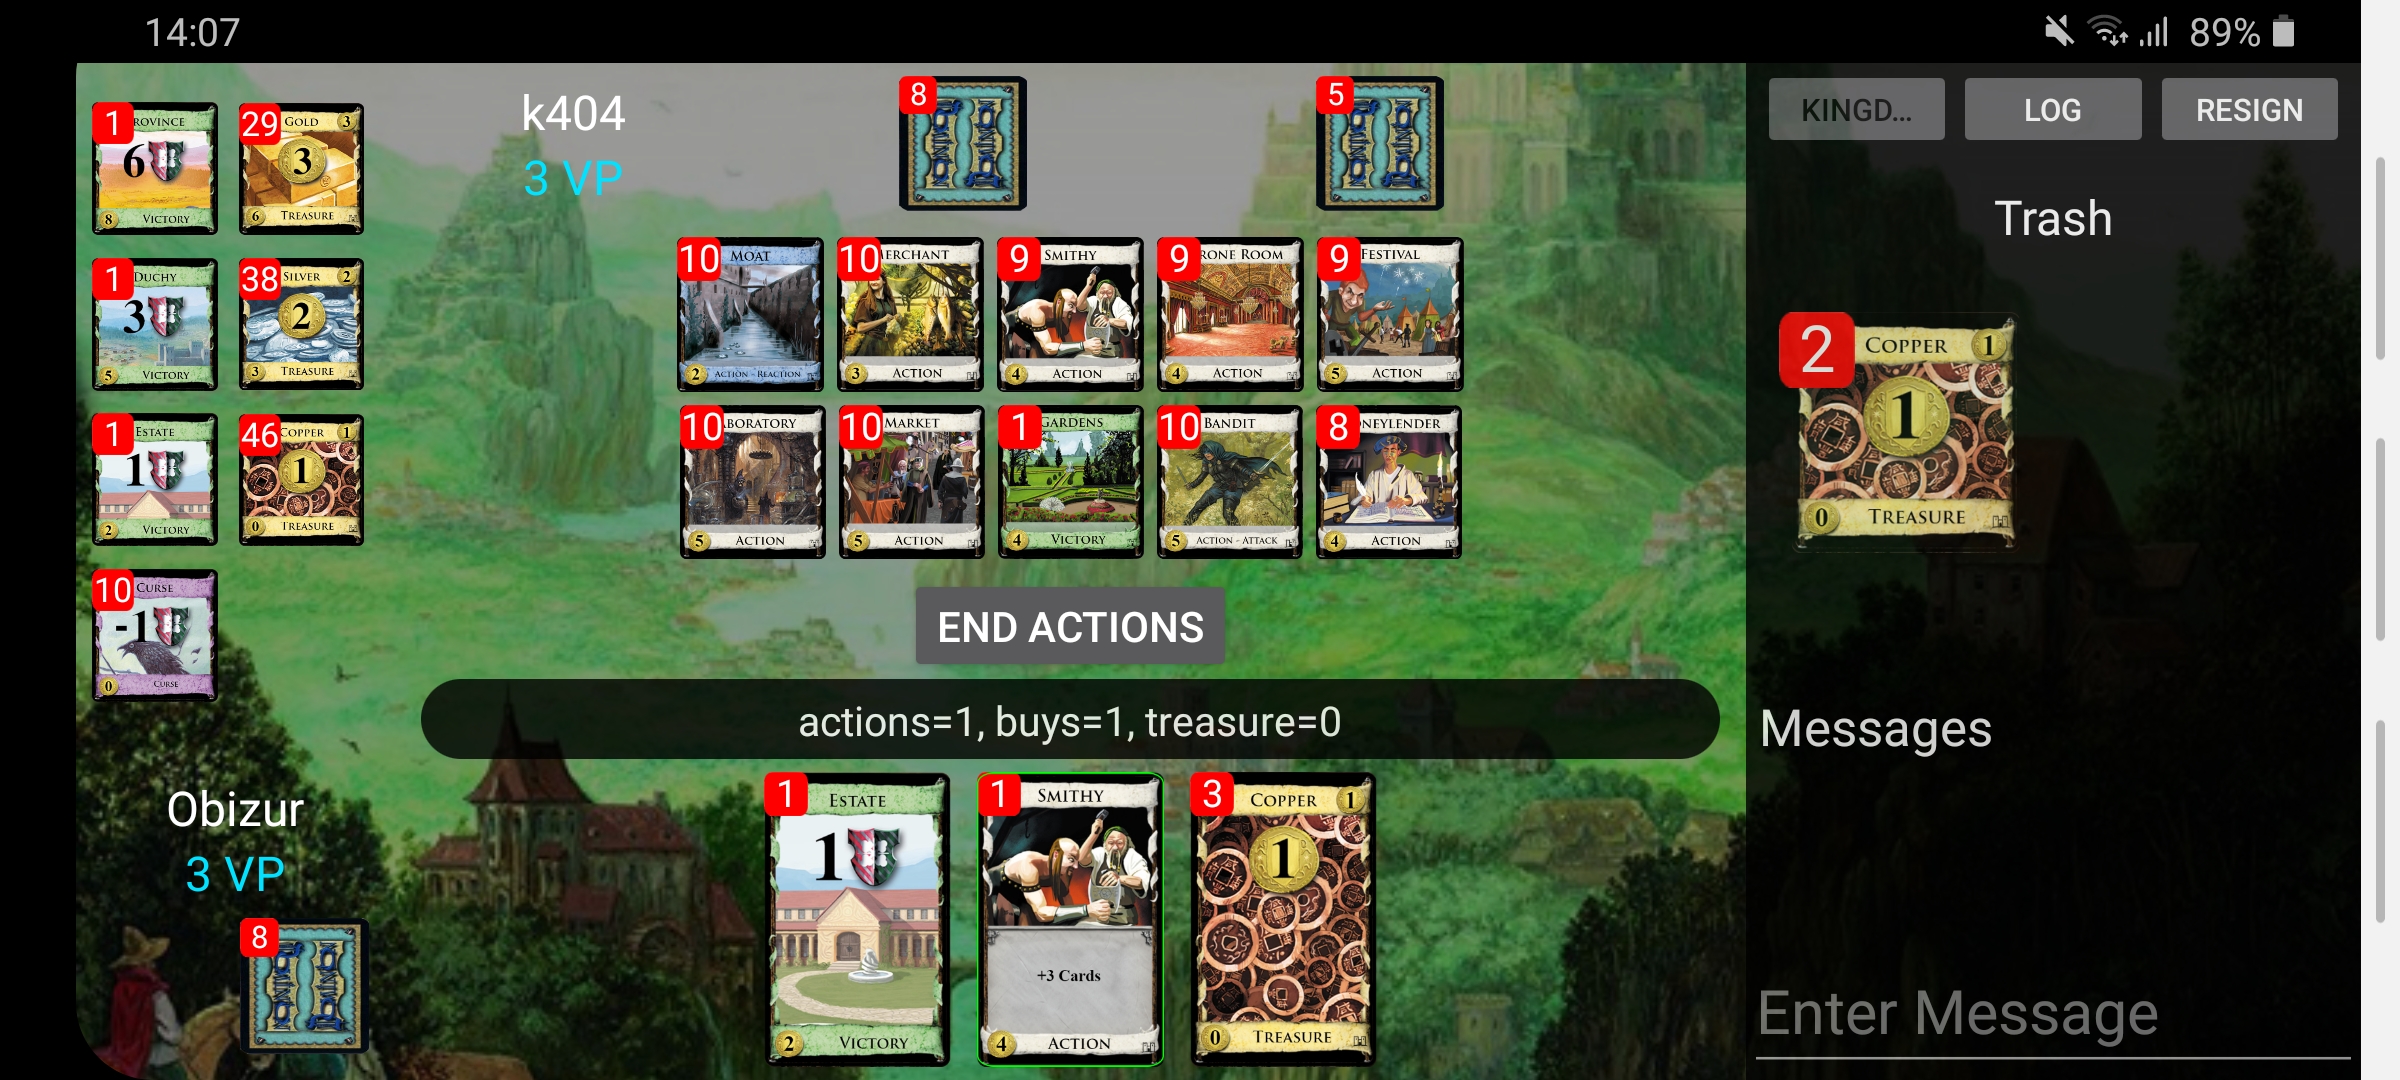 14:07
89%
KINGD...
LOG
RESIGN
k404
3 VP
8
5
1
ROVINCE
6
8 VICTORY
29
GOLD 3
3
6 TREASURE
1
DUCHY
3
5 VICTORY
38
SILVER 2
2
3 TREASURE
1
ESTATE
1
2 VICTORY
46
COPPER 1
1
0 TREASURE
10
CURSE
-1
0 CURSE
10
MOAT
2 ACTION - REACTION
10
ERCHANT
3 ACTION
9
SMITHY
4 ACTION
9
RONE ROOM
4 ACTION
9
FESTIVAL
5 ACTION
10
BORATORY
5 ACTION
10
MARKET
5 ACTION
1
GARDENS
4 VICTORY
10
BANDIT
5 ACTION - ATTACK
8
NEYLENDER
4 ACTION
END ACTIONS
actions=1, buys=1, treasure=0
Obizur
3 VP
8
1
ESTATE
1
2 VICTORY
1
SMITHY
+3 Cards
4 ACTION
3
COPPER 1
1
0 TREASURE
Trash
2
COPPER 1
1
0 TREASURE
Messages
Enter Message